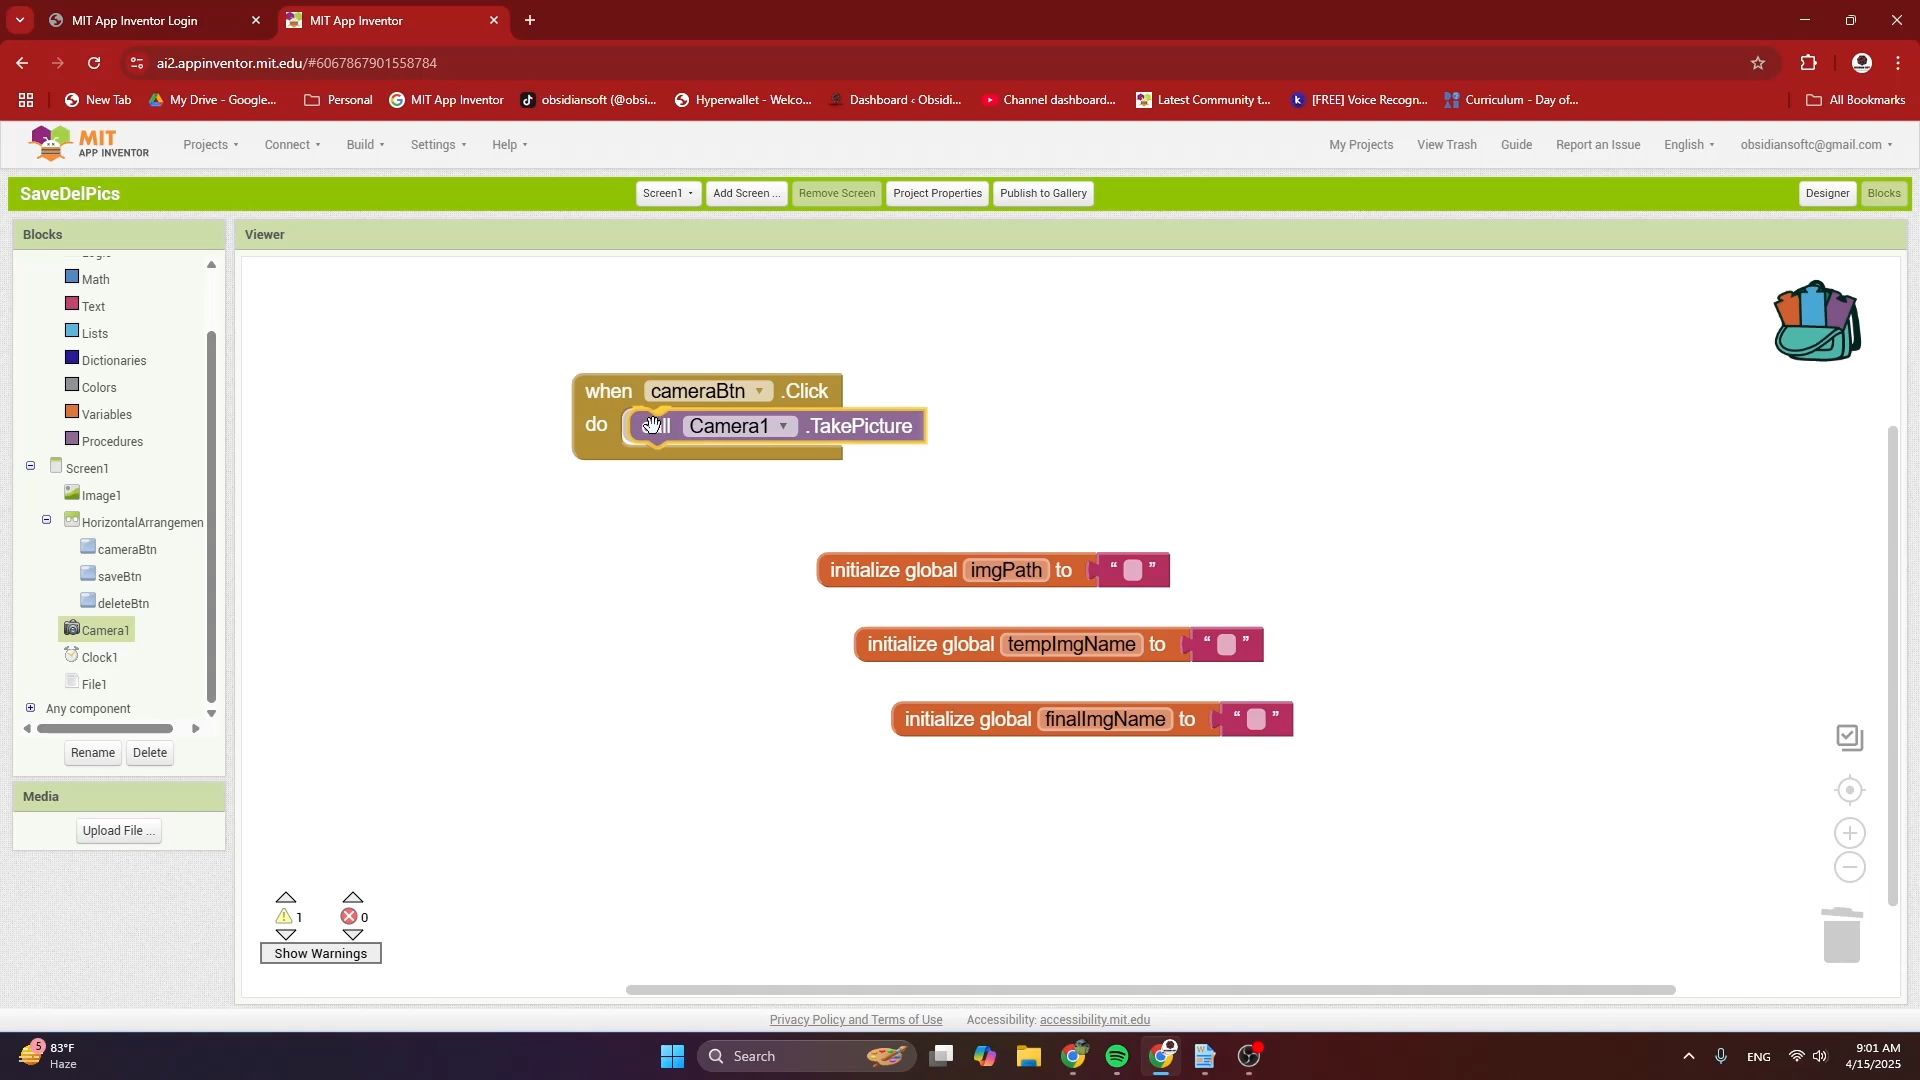 MIT App Inventor Login
MIT App Inventor
ai2.appinventor.mit.edu/#6067867901558784
New Tab
My Drive - Google...
Personal
MIT App Inventor
obsidiansoft (@obsi...
Hyperwallet - Welco...
Dashboard ‹ Obsidi...
Channel dashboard...
Latest Community t...
[FREE] Voice Recogn...
Curriculum - Day of...
All Bookmarks
MIT
APP INVENTOR
Projects
Connect
Build
Settings
Help
My Projects
View Trash
Guide
Report an Issue
English
obsidiansoftc@gmail.com
SaveDelPics
Screen1
Add Screen ...
Remove Screen
Project Properties
Publish to Gallery
Designer
Blocks
Blocks
Viewer
Math
Text
Lists
Dictionaries
Colors
Variables
Procedures
Screen1
Image1
HorizontalArrangemen
cameraBtn
saveBtn
deleteBtn
Camera1
Clock1
File1
Any component
Rename
Delete
Media
Upload File ...
when cameraBtn .Click
do
Camera1 .TakePicture
initialize global imgPath to “ ”
initialize global tempImgName to “ ”
initialize global finalImgName to “ ”
1
0
Show Warnings
Privacy Policy and Terms of Use
Accessibility: accessibility.mit.edu
5
83°F
Haze
Search
ENG
9:01 AM
4/15/2025